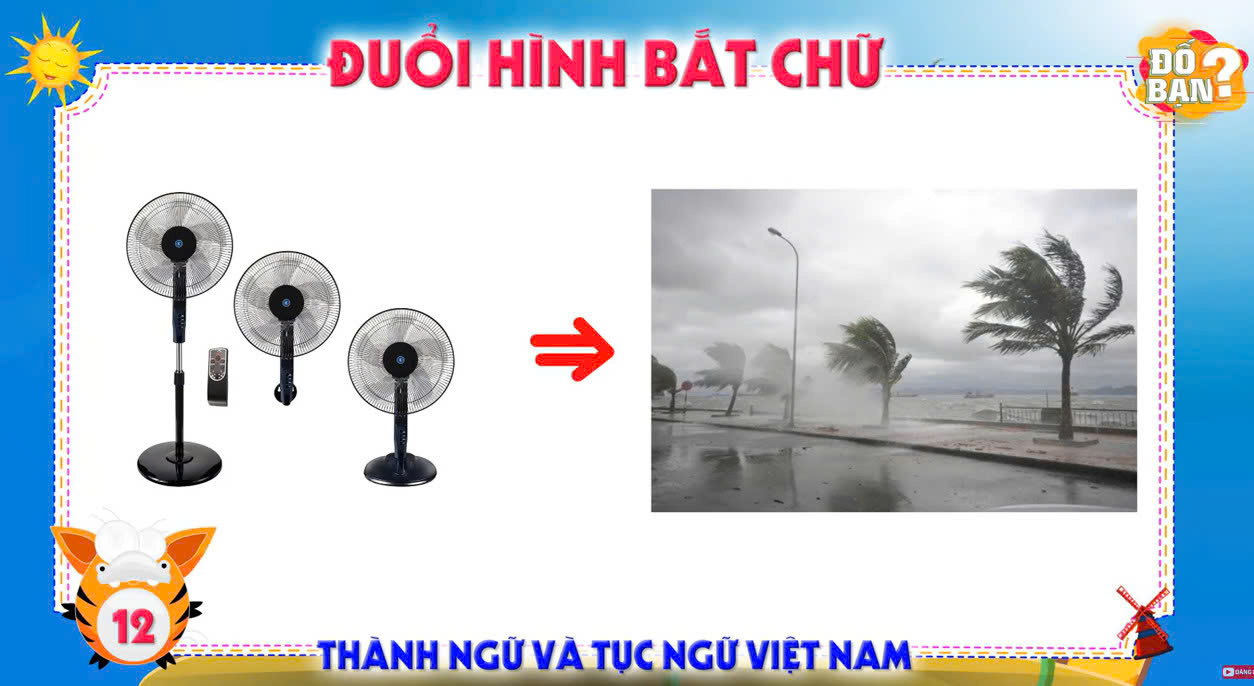 ĐUỔI HÌNH BẮT CHỮ
ĐỐ
BẠN?
12
THÀNH NGỮ VÀ TỤC NGỮ VIỆT NAM